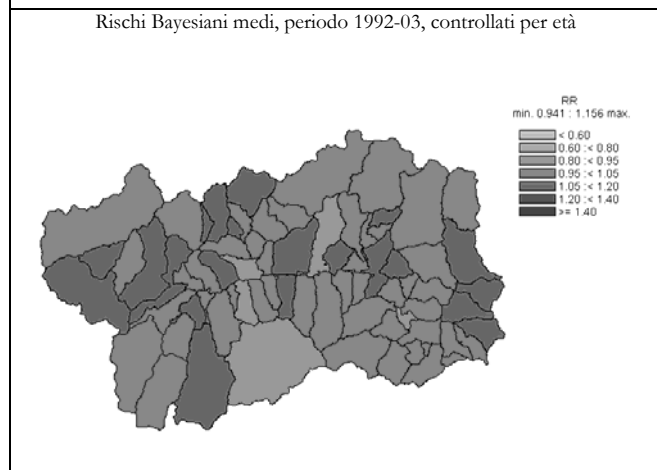 Rischi Bayesiani medi, periodo 1992-03, controllati per età
RR
min. 0.941 : 1.156 max.
< 0.60
0.60 :< 0.80
0.80 :< 0.95
0.95 :< 1.05
1.05 :< 1.20
1.20 :< 1.40
>= 1.40